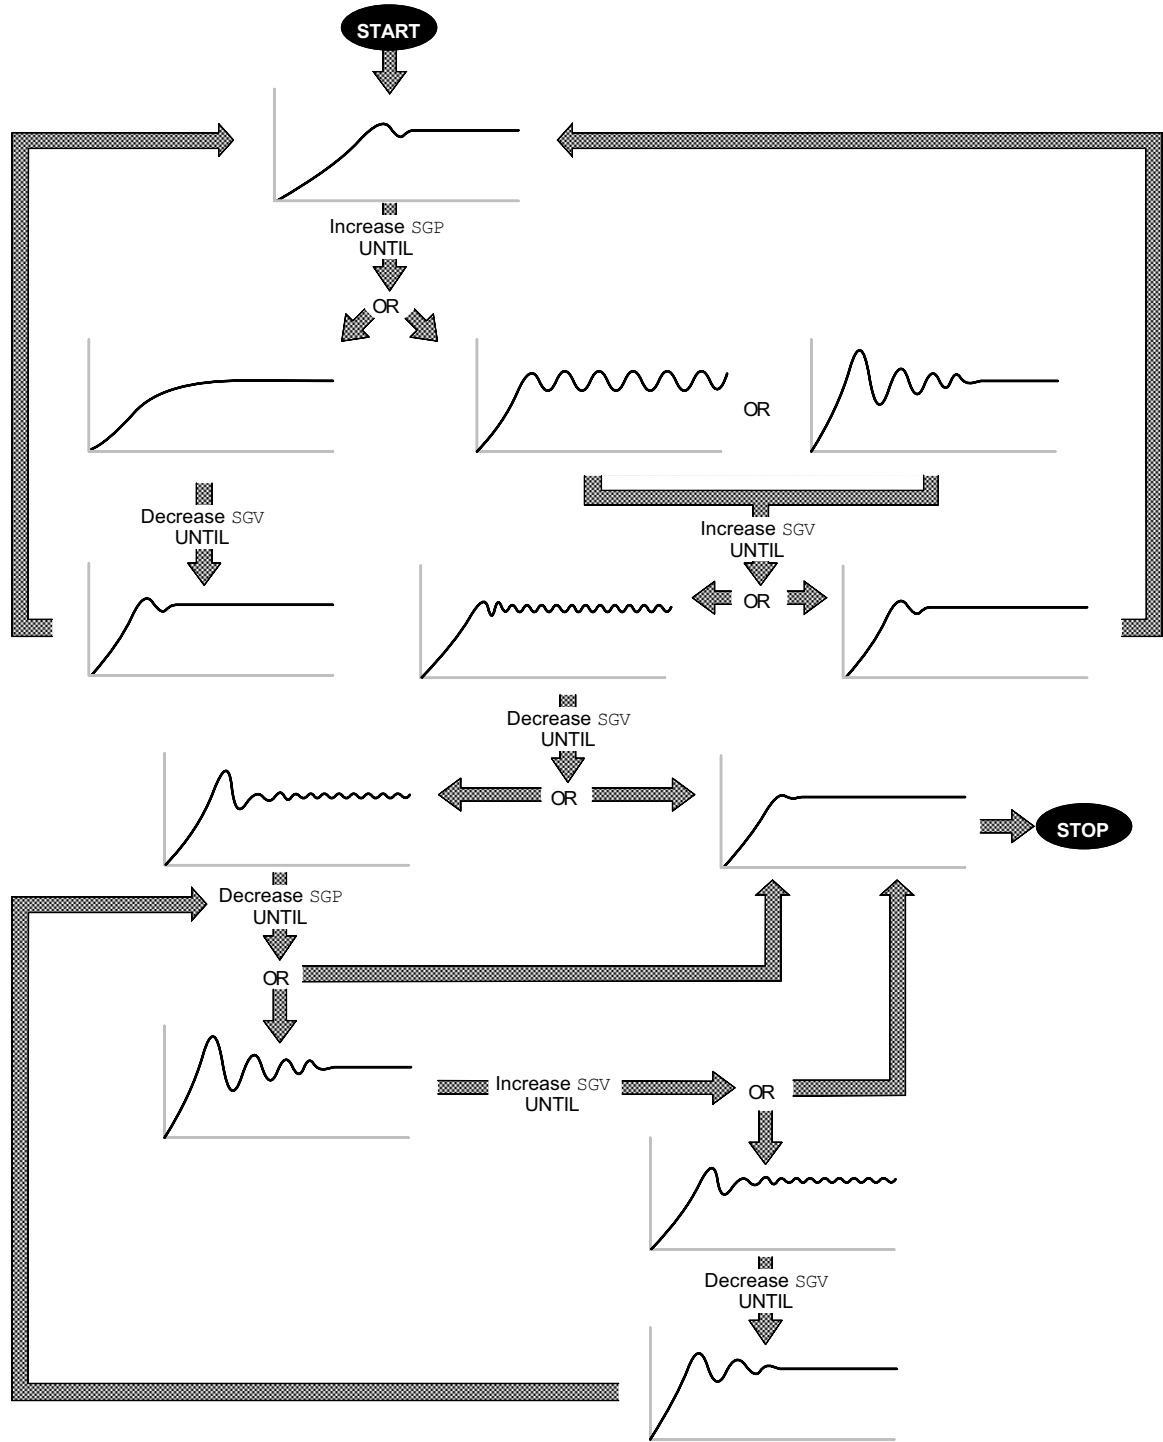 START
Increase SGP
UNTIL
OR
OR
Decrease SGV
UNTIL
Increase SGV
UNTIL
OR
Decrease SGV
UNTIL
OR
STOP
Decrease SGP
UNTIL
OR
Increase SGV
UNTIL
OR
Decrease SGV
UNTIL